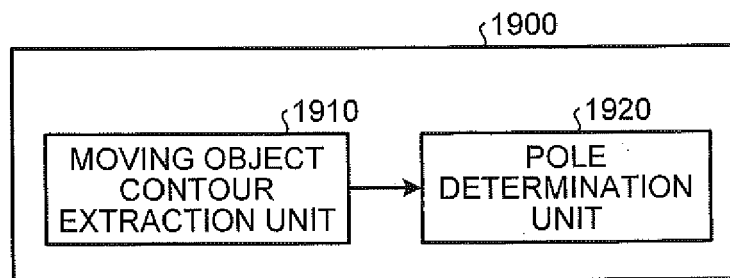 1900
1910
1920
MOVING OBJECT
CONTOUR
EXTRACTION UNIT
POLE
DETERMINATION
UNIT